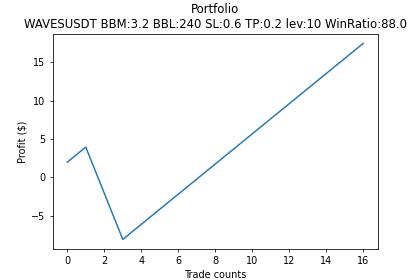 Portfolio
WAVESUSDT BBM:3.2 BBL:240 SL:0.6 TP:0.2 lev:10 WinRatio:88.0
15
10
5
0
−5
Profit ($)
0 2 4 6 8 10 12 14 16
Trade counts